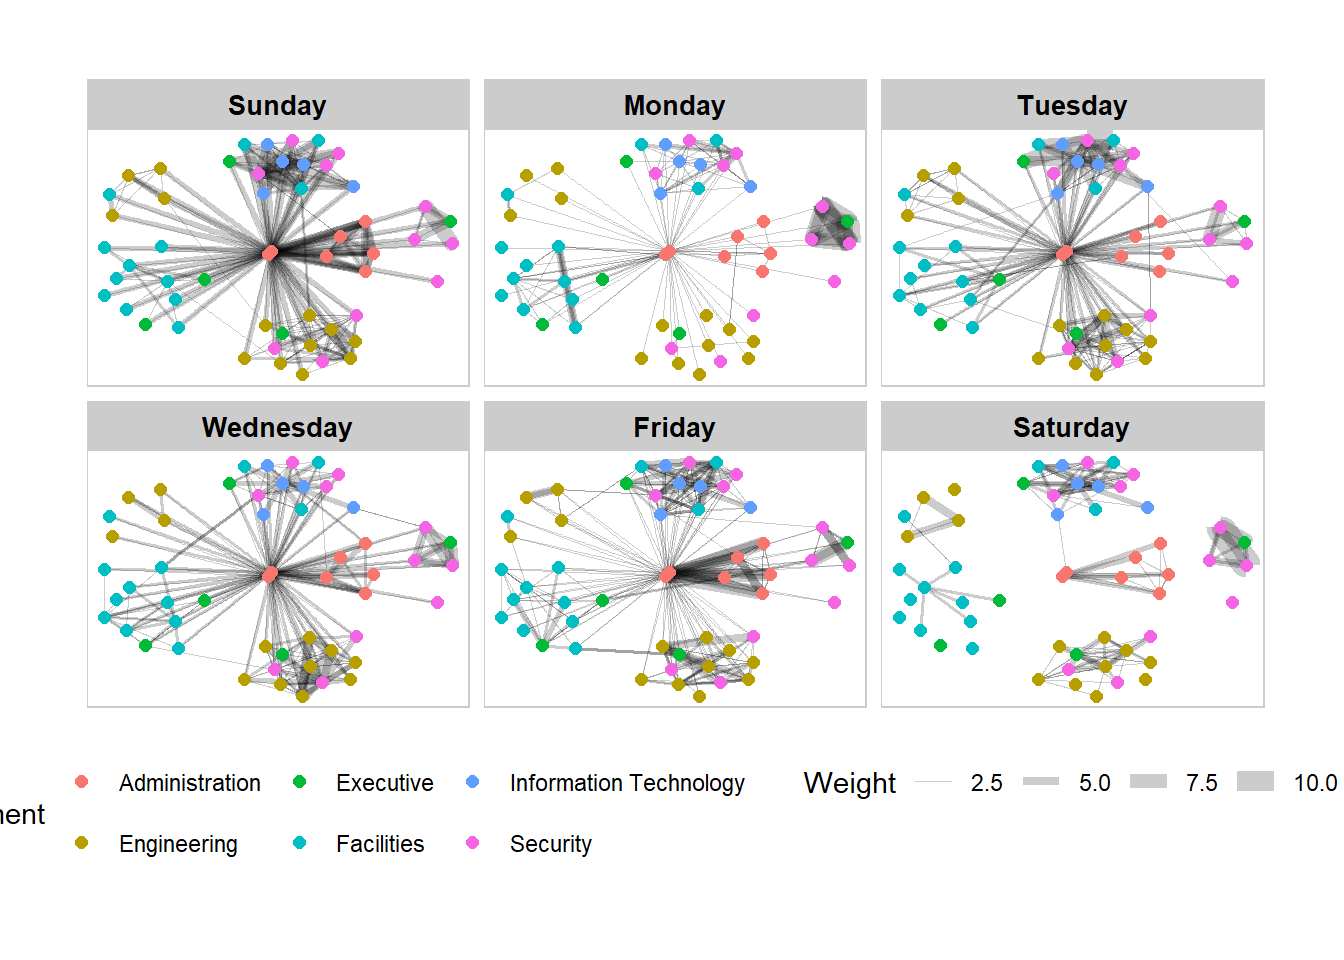 Sunday Monday Tuesday
Wednesday Friday Saturday
Administration Executive Information Technology Weight 2.5 5.0 7.5 10.0
Engineering Facilities Security